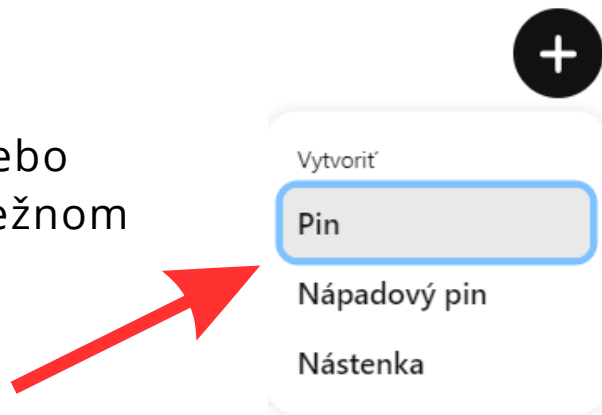 ebo
ežnom
Vytvoriť
Pin
Nápadový pin
Nástenka